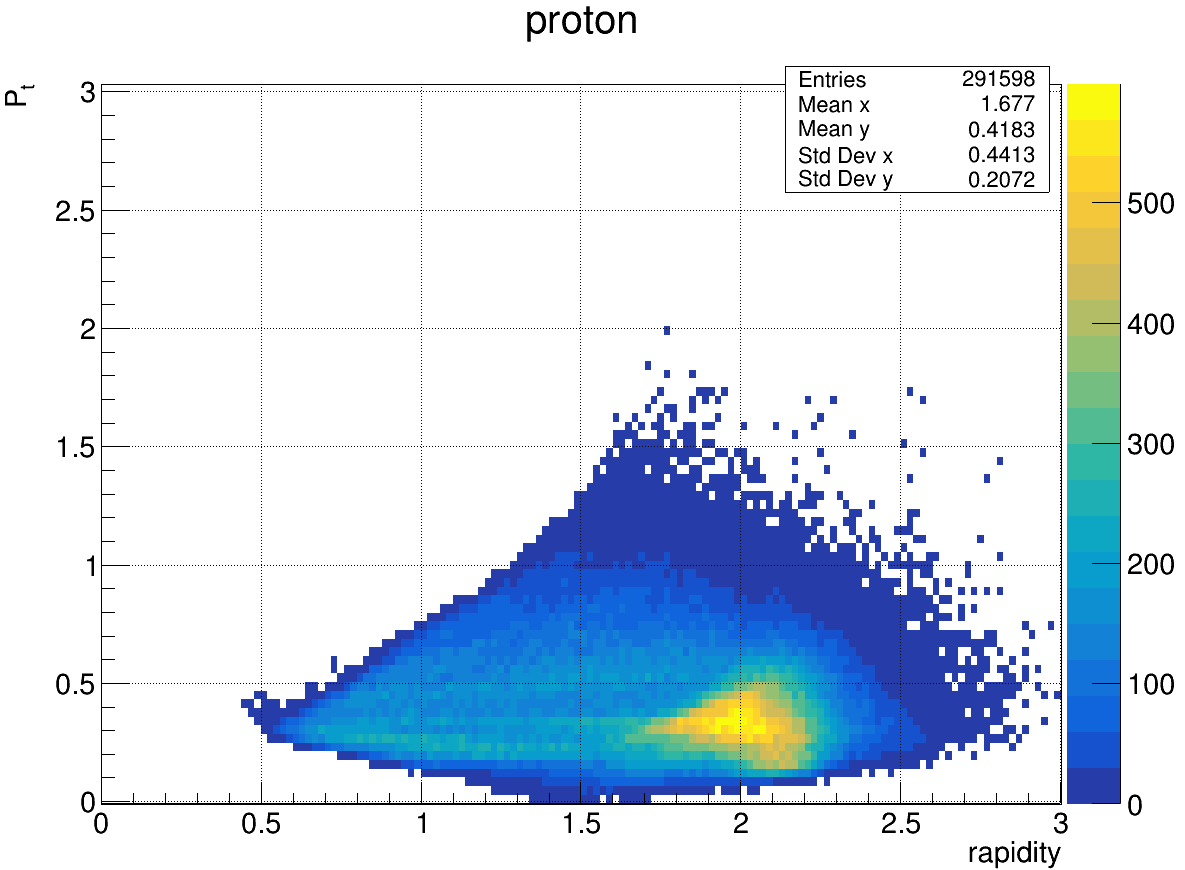 proton
P_t
Entries 291598
Mean x 1.677
Mean y 0.4183
Std Dev x 0.4413
Std Dev y 0.2072
3
2.5
2
1.5
1
0.5
0
0 0.5 1 1.5 2 2.5 3
rapidity
500
400
300
200
100
0